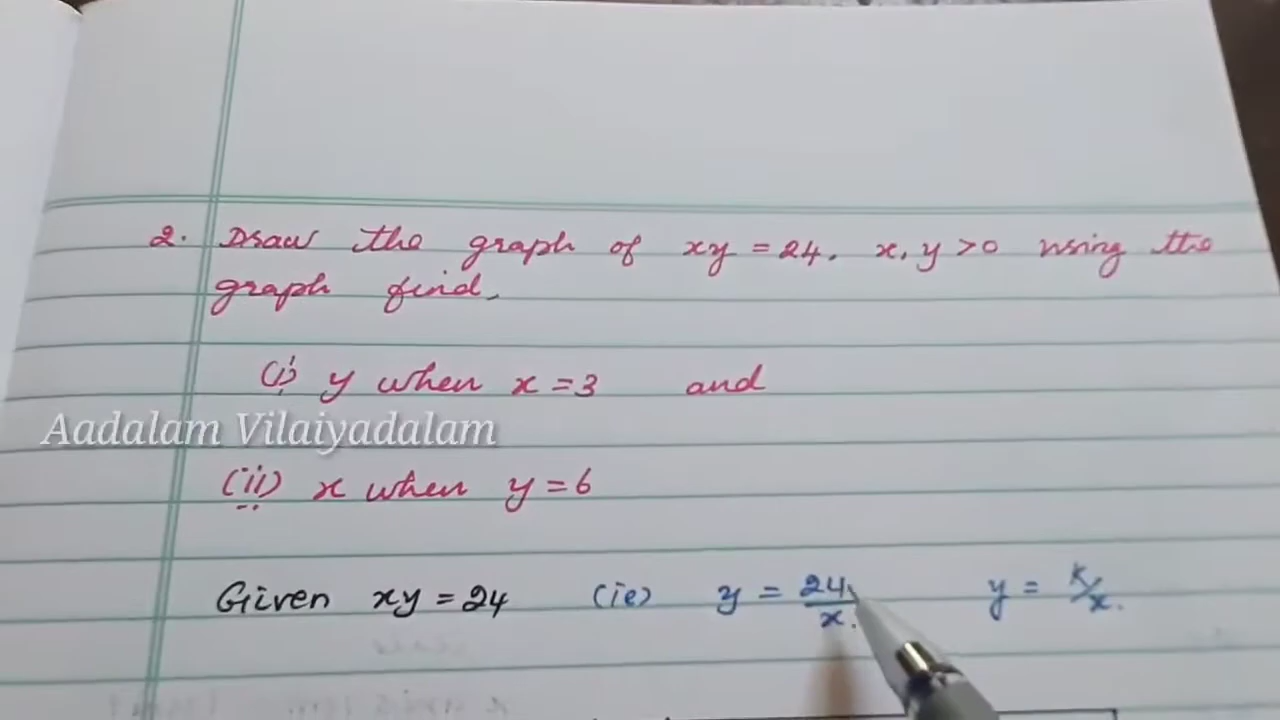 2. Draw the graph of xy = 24, x, y > 0 using the
graph find,
(i) y when x = 3 and
Aadalam Vilaiyadalam
(ii) x when y = 6
Given xy = 24 (ie) y = 24/x. y = k/x.